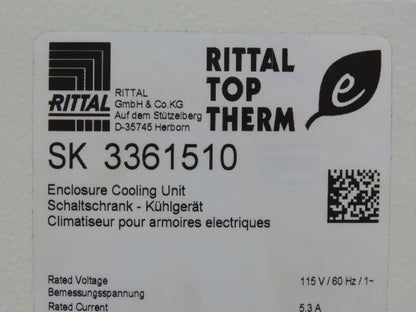 RITTAL
RITTAL
GmbH & Co.KG
Auf dem Stützelberg
D-35745 Herborn
RITTAL
TOP
THERM
e
SK 3361510
Enclosure Cooling Unit
Schaltschrank - Kühlgerät
Climatiseur pour armoires electriques
Rated Voltage 115 V / 60 Hz / 1~
Bemessungsspannung
Rated Current 5.3 A